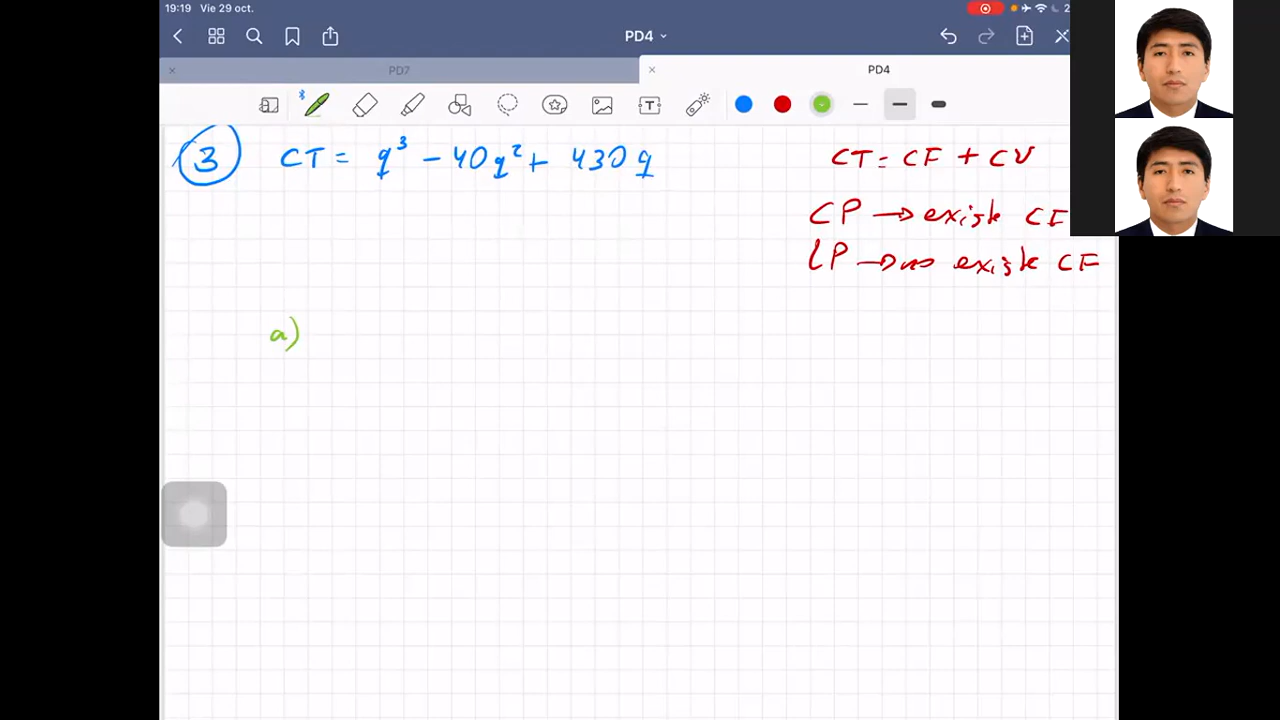 19:19 Vie 29 oct.
PD4
PD7
PD4
3 CT = q³ - 40q² + 430q
CT = CF + CV
CP → existe CF
LP → no existe CF
a)